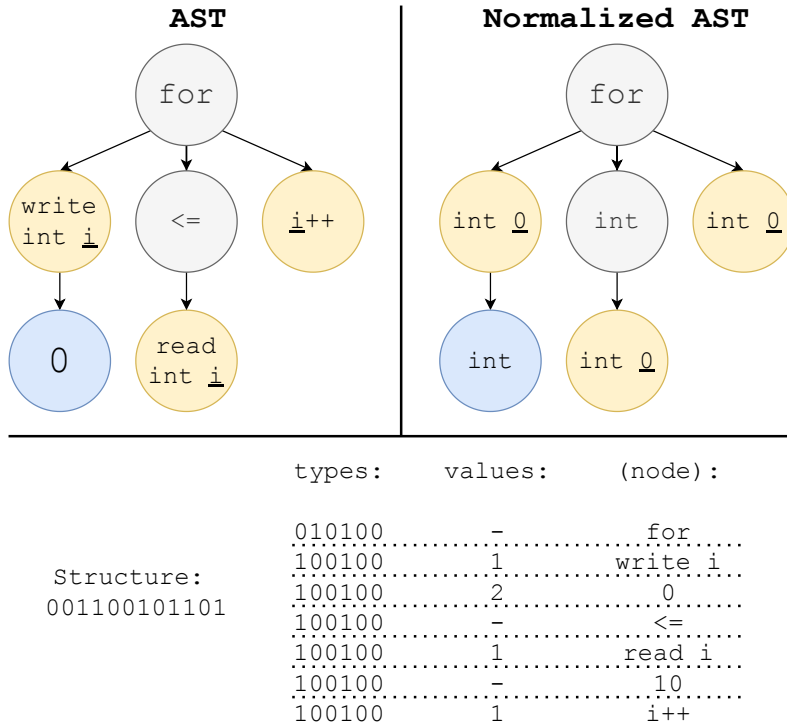 AST
for
write
int i
<=
i++
0
read
int i
Normalized AST
for
int 0
int
int 0
int
int 0
Structure:
001100101101
types: values: (node):
010100 - for
100100 1 write i
100100 2 0
100100 - <=
100100 1 read i
100100 - 10
100100 1 i++